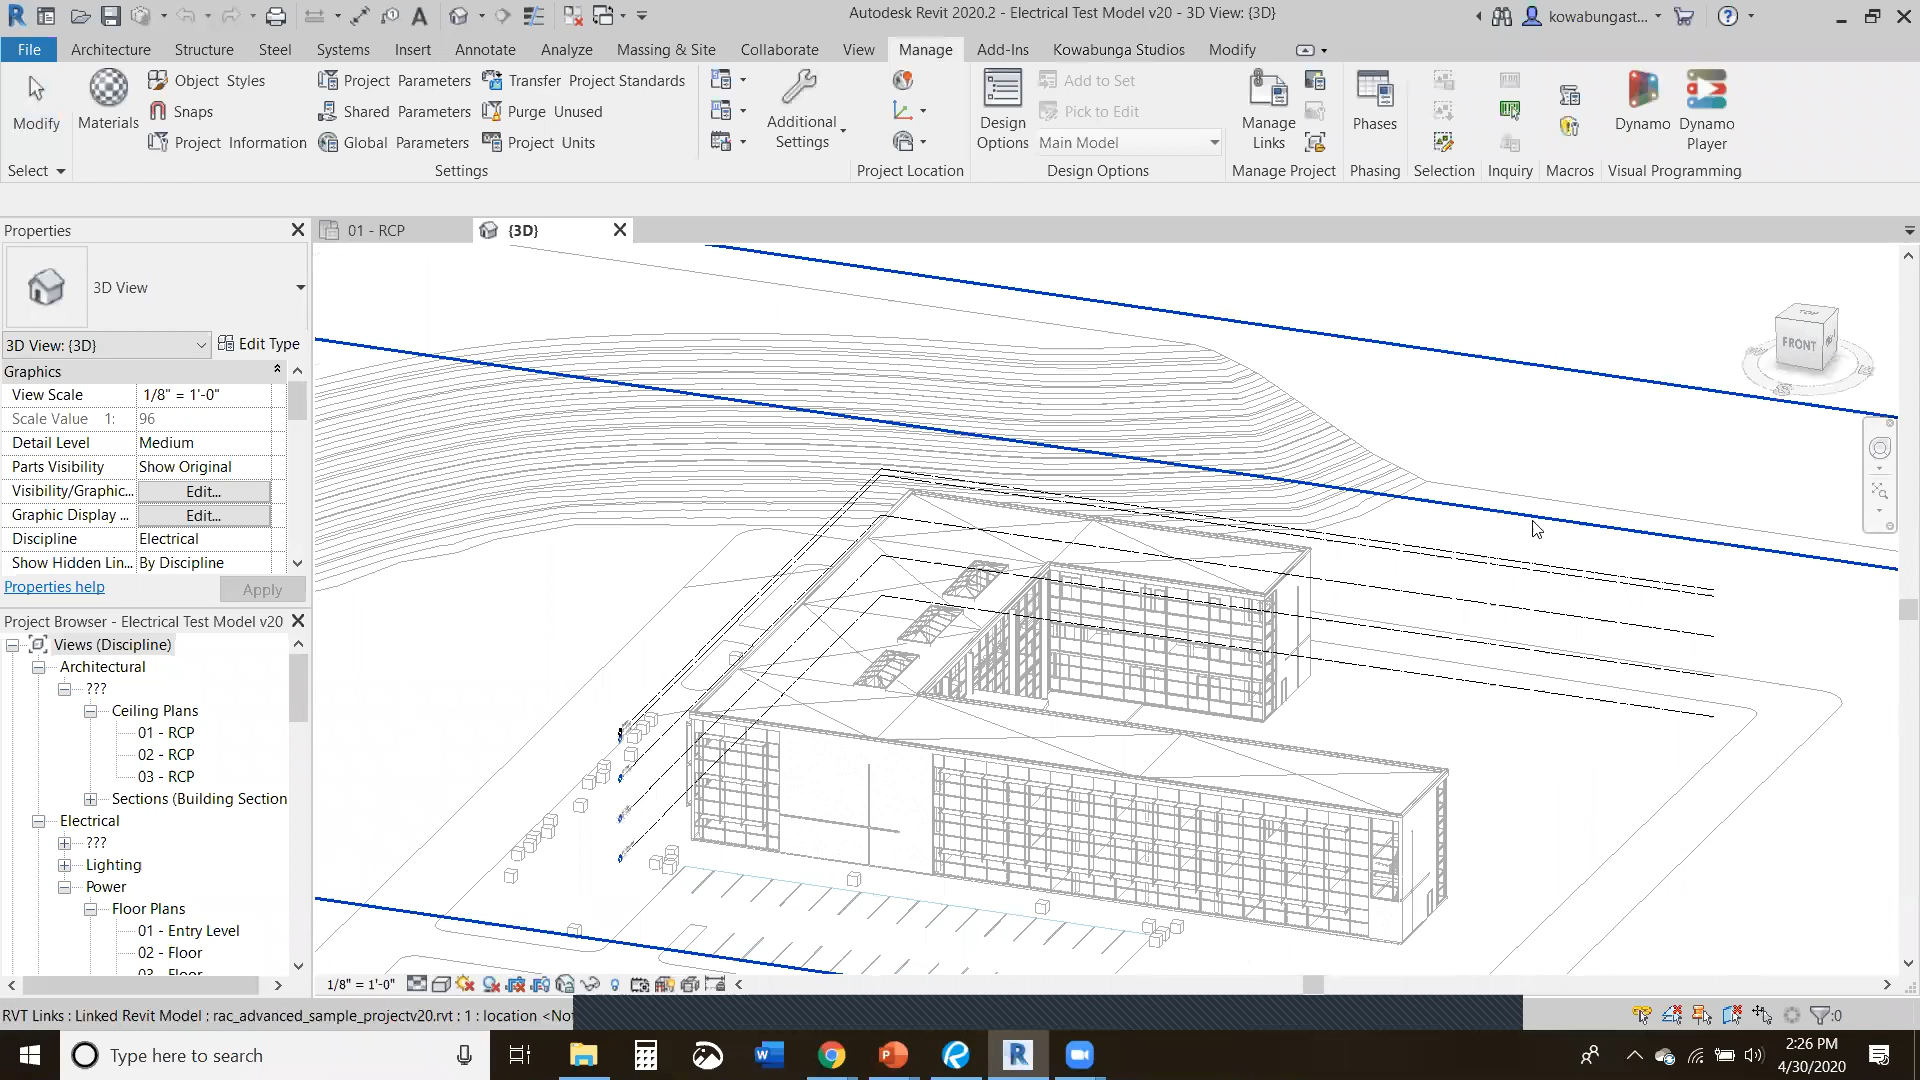 Autodesk Revit 2020.2 - Electrical Test Model v20 - 3D View: {3D}
kowabungast...
File Architecture Structure Steel Systems Insert Annotate Analyze Massing & Site Collaborate View Manage Add-Ins Kowabunga Studios Modify
Modify
Materials
Object Styles
Snaps
Project Information
Project Parameters
Shared Parameters
Global Parameters
Transfer Project Standards
Purge Unused
Project Units
Additional
Settings
Design
Options
Add to Set
Pick to Edit
Main Model
Manage
Links
Phases
Dynamo
Dynamo
Player
Select Settings Project Location Design Options Manage Project Phasing Selection Inquiry Macros Visual Programming
Properties
01 - RCP
{3D}
3D View
3D View: {3D}
Edit Type
Graphics
View Scale 1/8" = 1'-0"
Scale Value 1: 96
Detail Level Medium
Parts Visibility Show Original
Visibility/Graphic... Edit...
Graphic Display ... Edit...
Discipline Electrical
Show Hidden Lin... By Discipline
Properties help
Apply
Project Browser - Electrical Test Model v20
Views (Discipline)
Architectural
???
Ceiling Plans
01 - RCP
02 - RCP
03 - RCP
Sections (Building Section
Electrical
???
Lighting
Power
Floor Plans
01 - Entry Level
02 - Floor
03 - Floor
TOP
FRONT
1/8" = 1'-0"
RVT Links : Linked Revit Model : rac_advanced_sample_projectv20.rvt : 1 : location <No
:0
Type here to search
2:26 PM
4/30/2020